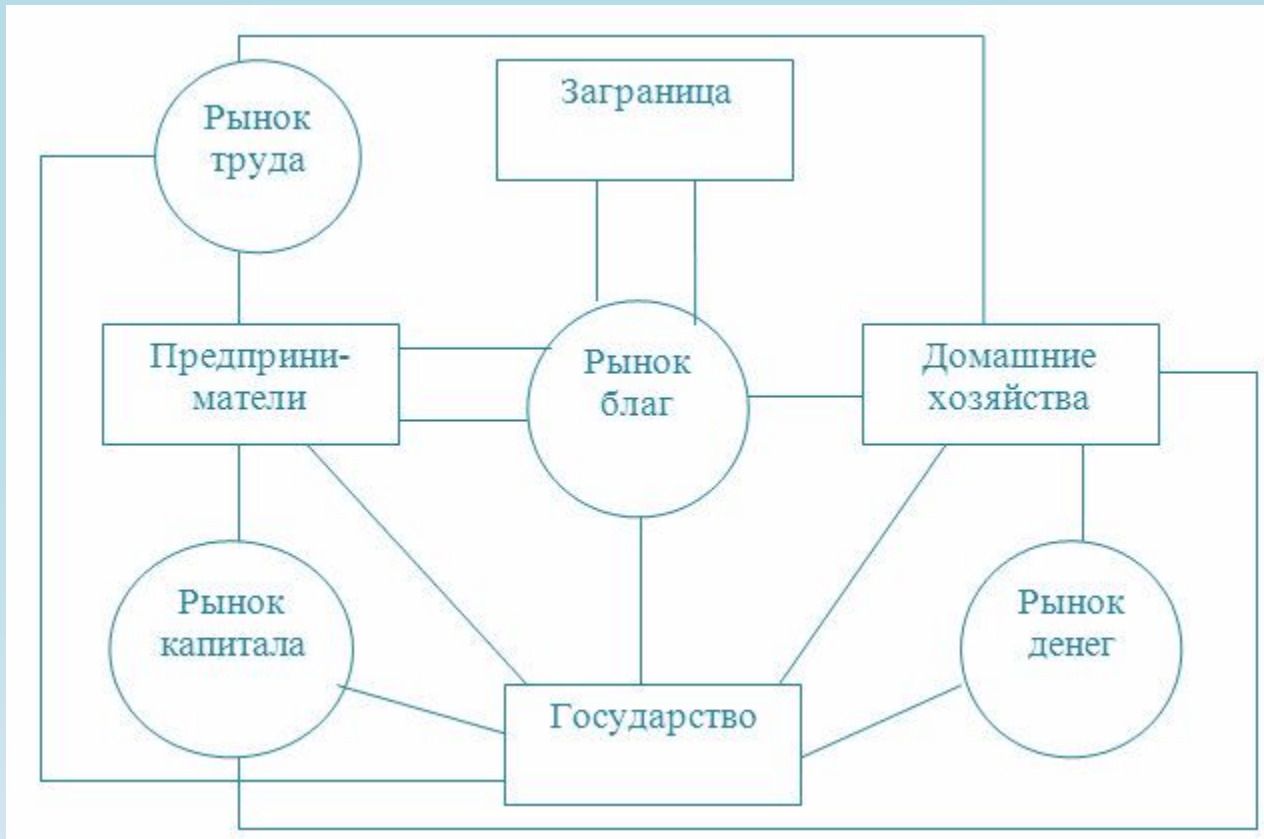 Заграница
Рынок
труда
Предприни-
матели
Рынок
благ
Домашние
хозяйства
Рынок
капитала
Рынок
денег
Государство